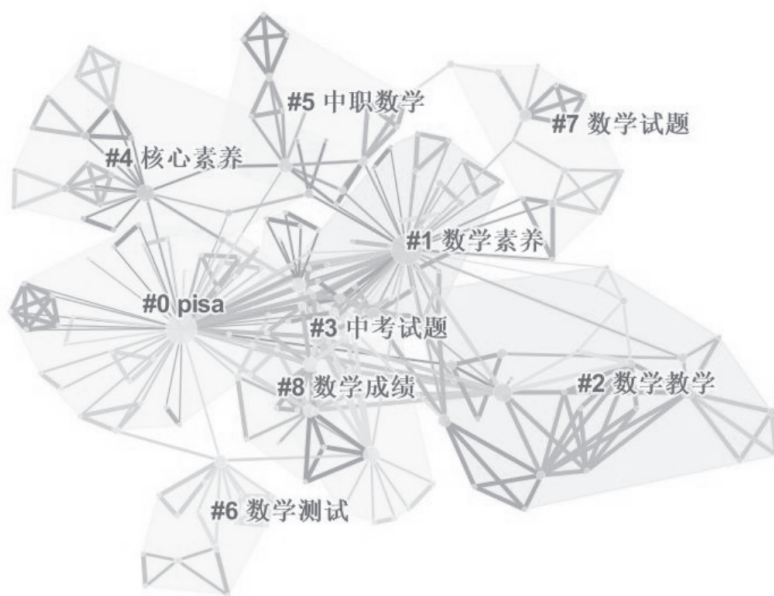 #5 中职数学
#7 数学试题
#4 核心素养
#1 数学素养
#0 pisa
#3 中考试题
#8 数学成绩
#2 数学教学
#6 数学测试